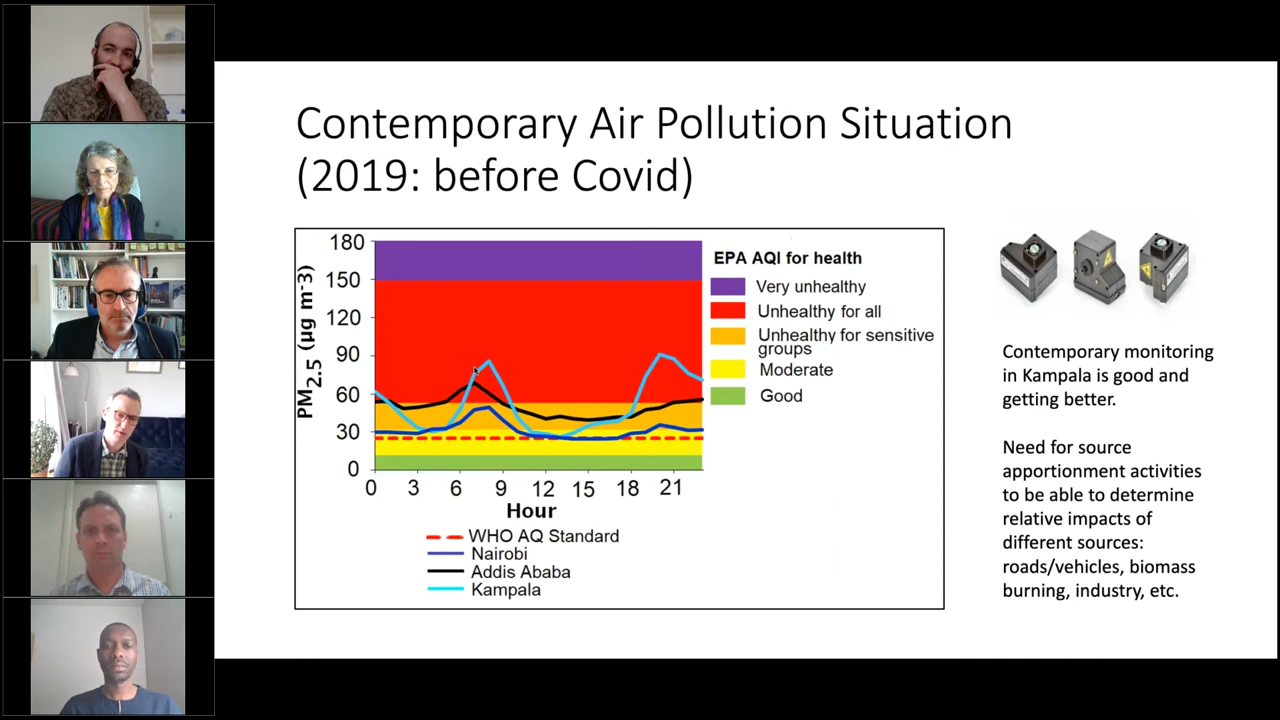 Contemporary Air Pollution Situation
(2019: before Covid)
180
150
120
90
60
30
0
PM2.5 (µg m-3)
0 3 6 9 12 15 18 21
Hour
EPA AQI for health
Very unhealthy
Unhealthy for all
Unhealthy for sensitive
groups
Moderate
Good
WHO AQ Standard
Nairobi
Addis Ababa
Kampala
Contemporary monitoring
in Kampala is good and
getting better.
Need for source
apportionment activities
to be able to determine
relative impacts of
different sources:
roads/vehicles, biomass
burning, industry, etc.